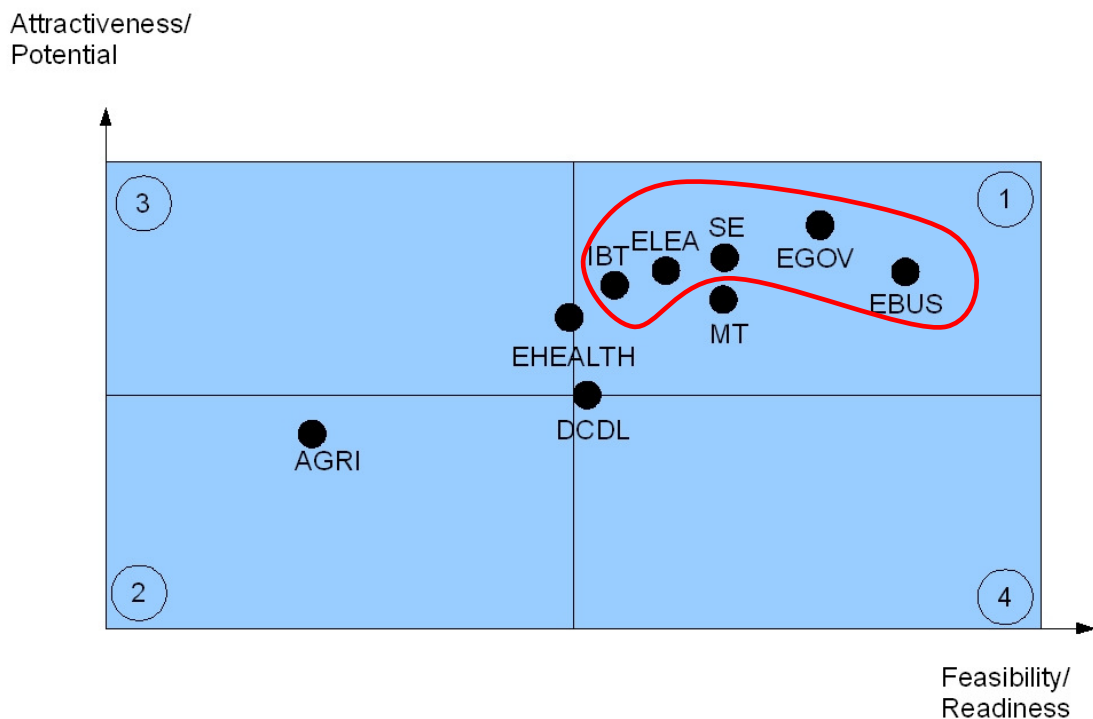 Attractiveness/
Potential
3
1
SE
ELEA
IBT
EGOV
EBUS
MT
EHEALTH
DCDL
AGRI
2
4
Feasibility/
Readiness